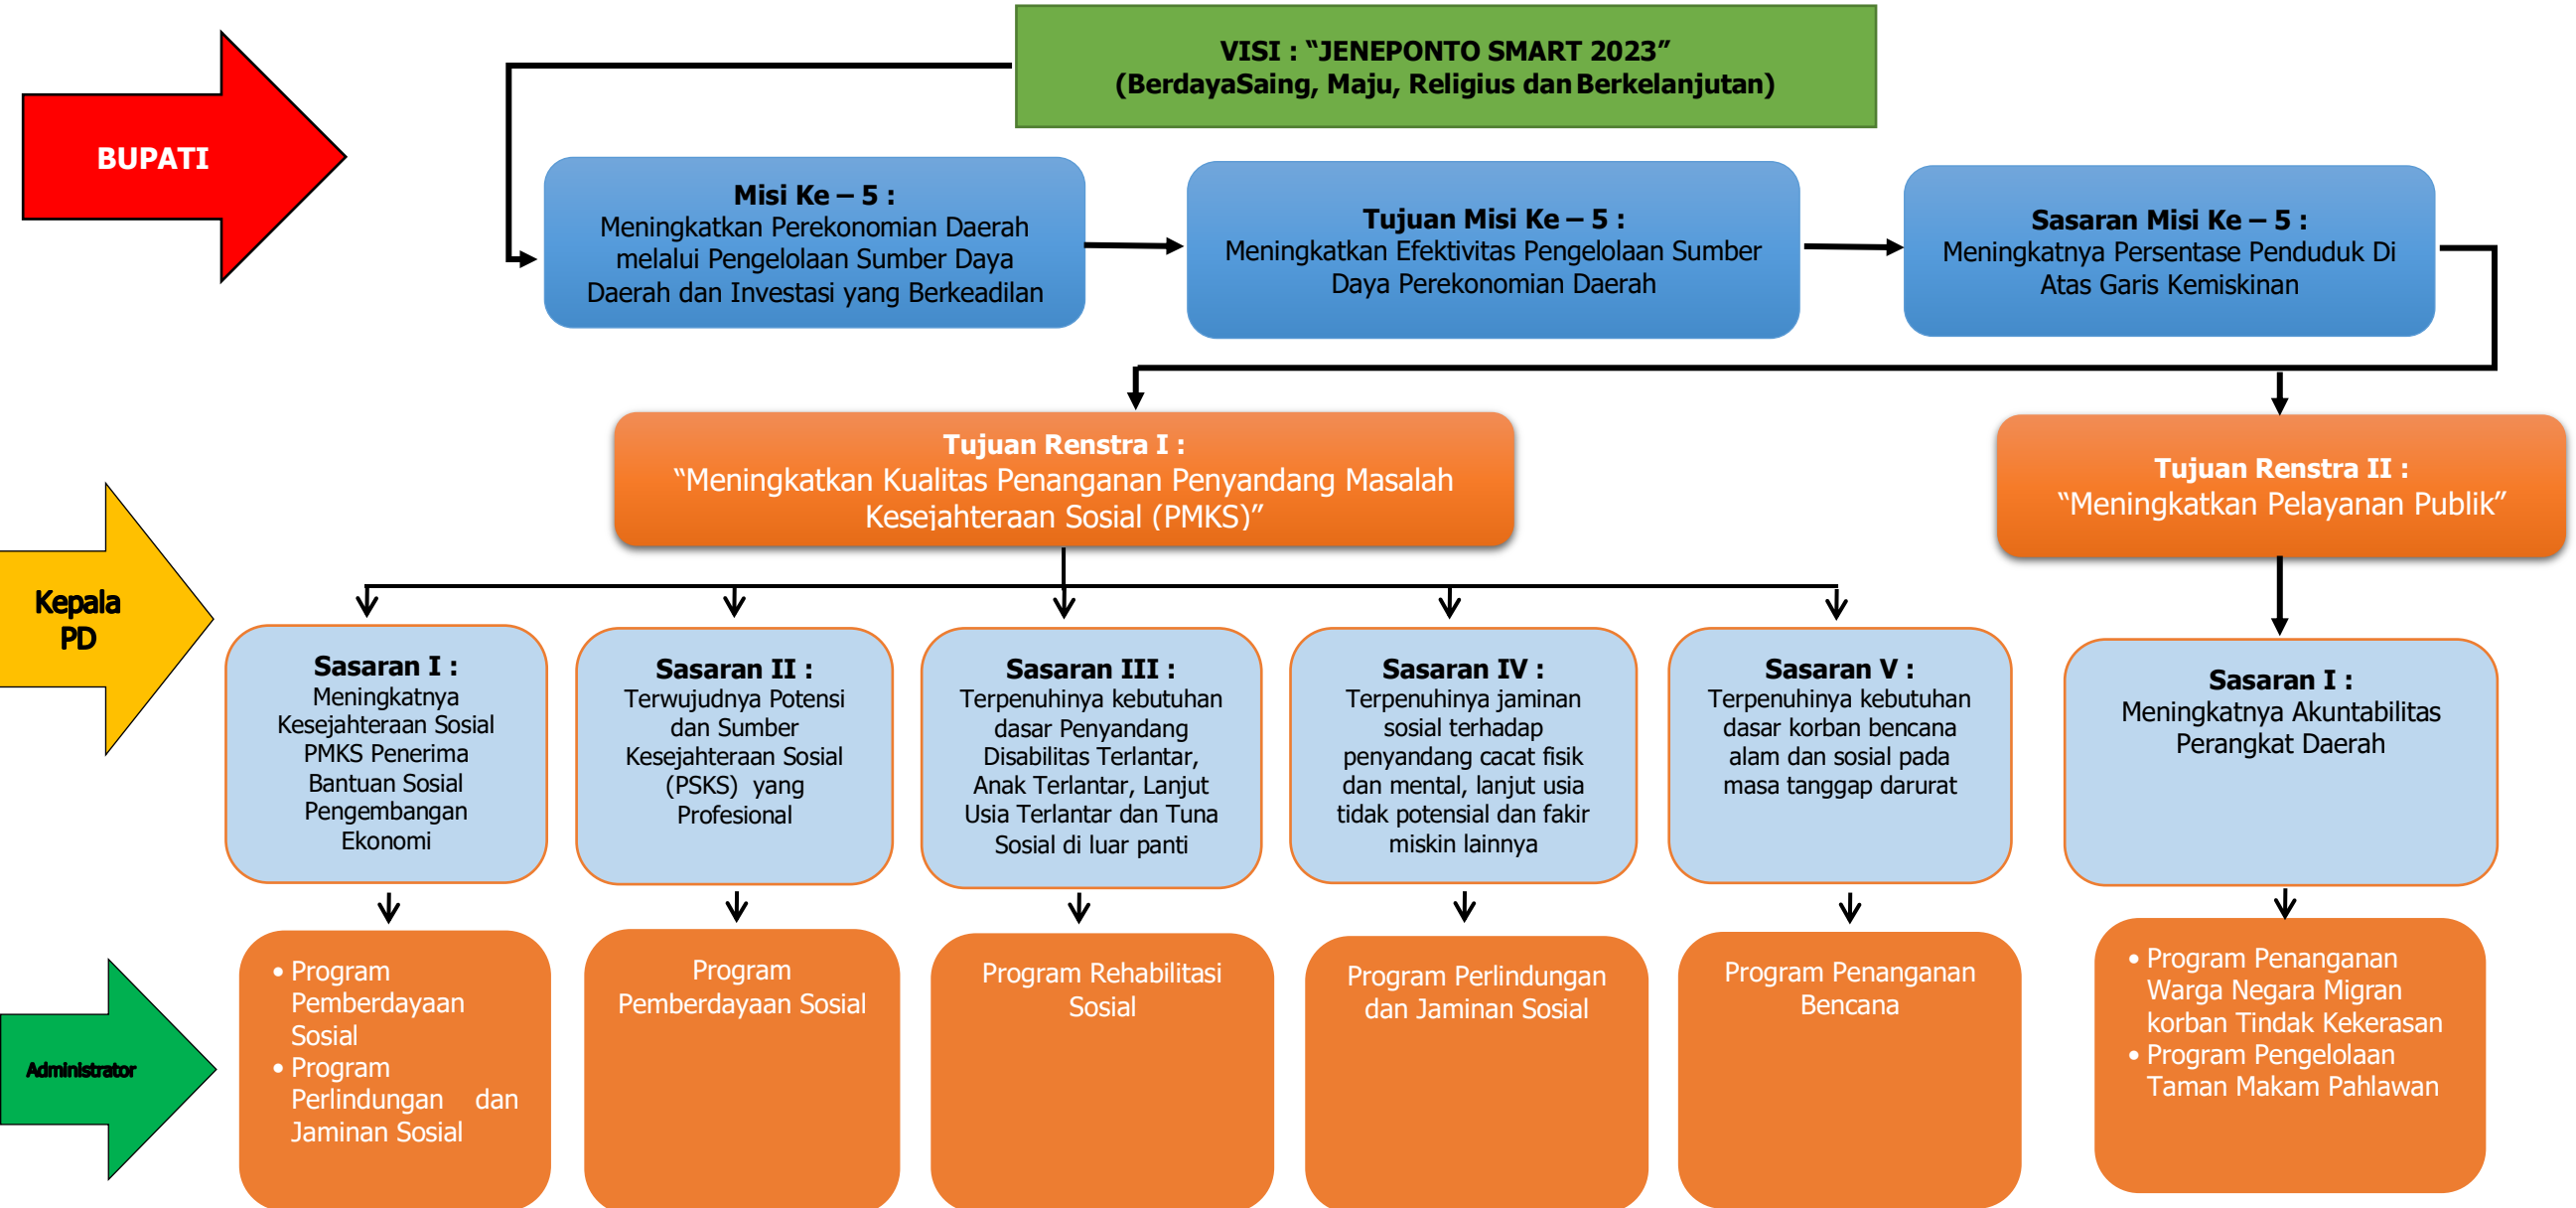 VISI : “JENEPONTO SMART 2023”
(BerdayaSaing, Maju, Religius dan Berkelanjutan)
BUPATI
Misi Ke – 5 :
Meningkatkan Perekonomian Daerah
melalui Pengelolaan Sumber Daya
Daerah dan Investasi yang Berkeadilan
Tujuan Misi Ke – 5 :
Meningkatkan Efektivitas Pengelolaan Sumber
Daya Perekonomian Daerah
Sasaran Misi Ke – 5 :
Meningkatnya Persentase Penduduk Di
Atas Garis Kemiskinan
Tujuan Renstra I :
“Meningkatkan Kualitas Penanganan Penyandang Masalah
Kesejahteraan Sosial (PMKS)”
Tujuan Renstra II :
“Meningkatkan Pelayanan Publik”
Kepala
PD
Sasaran I :
Meningkatnya
Kesejahteraan Sosial
PMKS Penerima
Bantuan Sosial
Pengembangan
Ekonomi
Sasaran II :
Terwujudnya Potensi
dan Sumber
Kesejahteraan Sosial
(PSKS) yang
Profesional
Sasaran III :
Terpenuhinya kebutuhan
dasar Penyandang
Disabilitas Terlantar,
Anak Terlantar, Lanjut
Usia Terlantar dan Tuna
Sosial di luar panti
Sasaran IV :
Terpenuhinya jaminan
sosial terhadap
penyandang cacat fisik
dan mental, lanjut usia
tidak potensial dan fakir
miskin lainnya
Sasaran V :
Terpenuhinya kebutuhan
dasar korban bencana
alam dan sosial pada
masa tanggap darurat
Sasaran I :
Meningkatnya Akuntabilitas
Perangkat Daerah
Administrator
• Program
Pemberdayaan
Sosial
• Program
Perlindungan dan
Jaminan Sosial
Program
Pemberdayaan Sosial
Program Rehabilitasi
Sosial
Program Perlindungan
dan Jaminan Sosial
Program Penanganan
Bencana
• Program Penanganan
Warga Negara Migran
korban Tindak Kekerasan
• Program Pengelolaan
Taman Makam Pahlawan